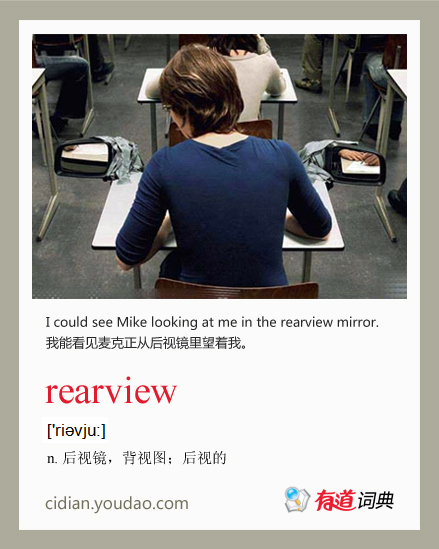 I could see Mike looking at me in the rearview mirror.
我能看见麦克正从后视镜里望着我。
rearview
['riəvju:]
n. 后视镜，背视图；后视的
cidian.youdao.com
有道词典